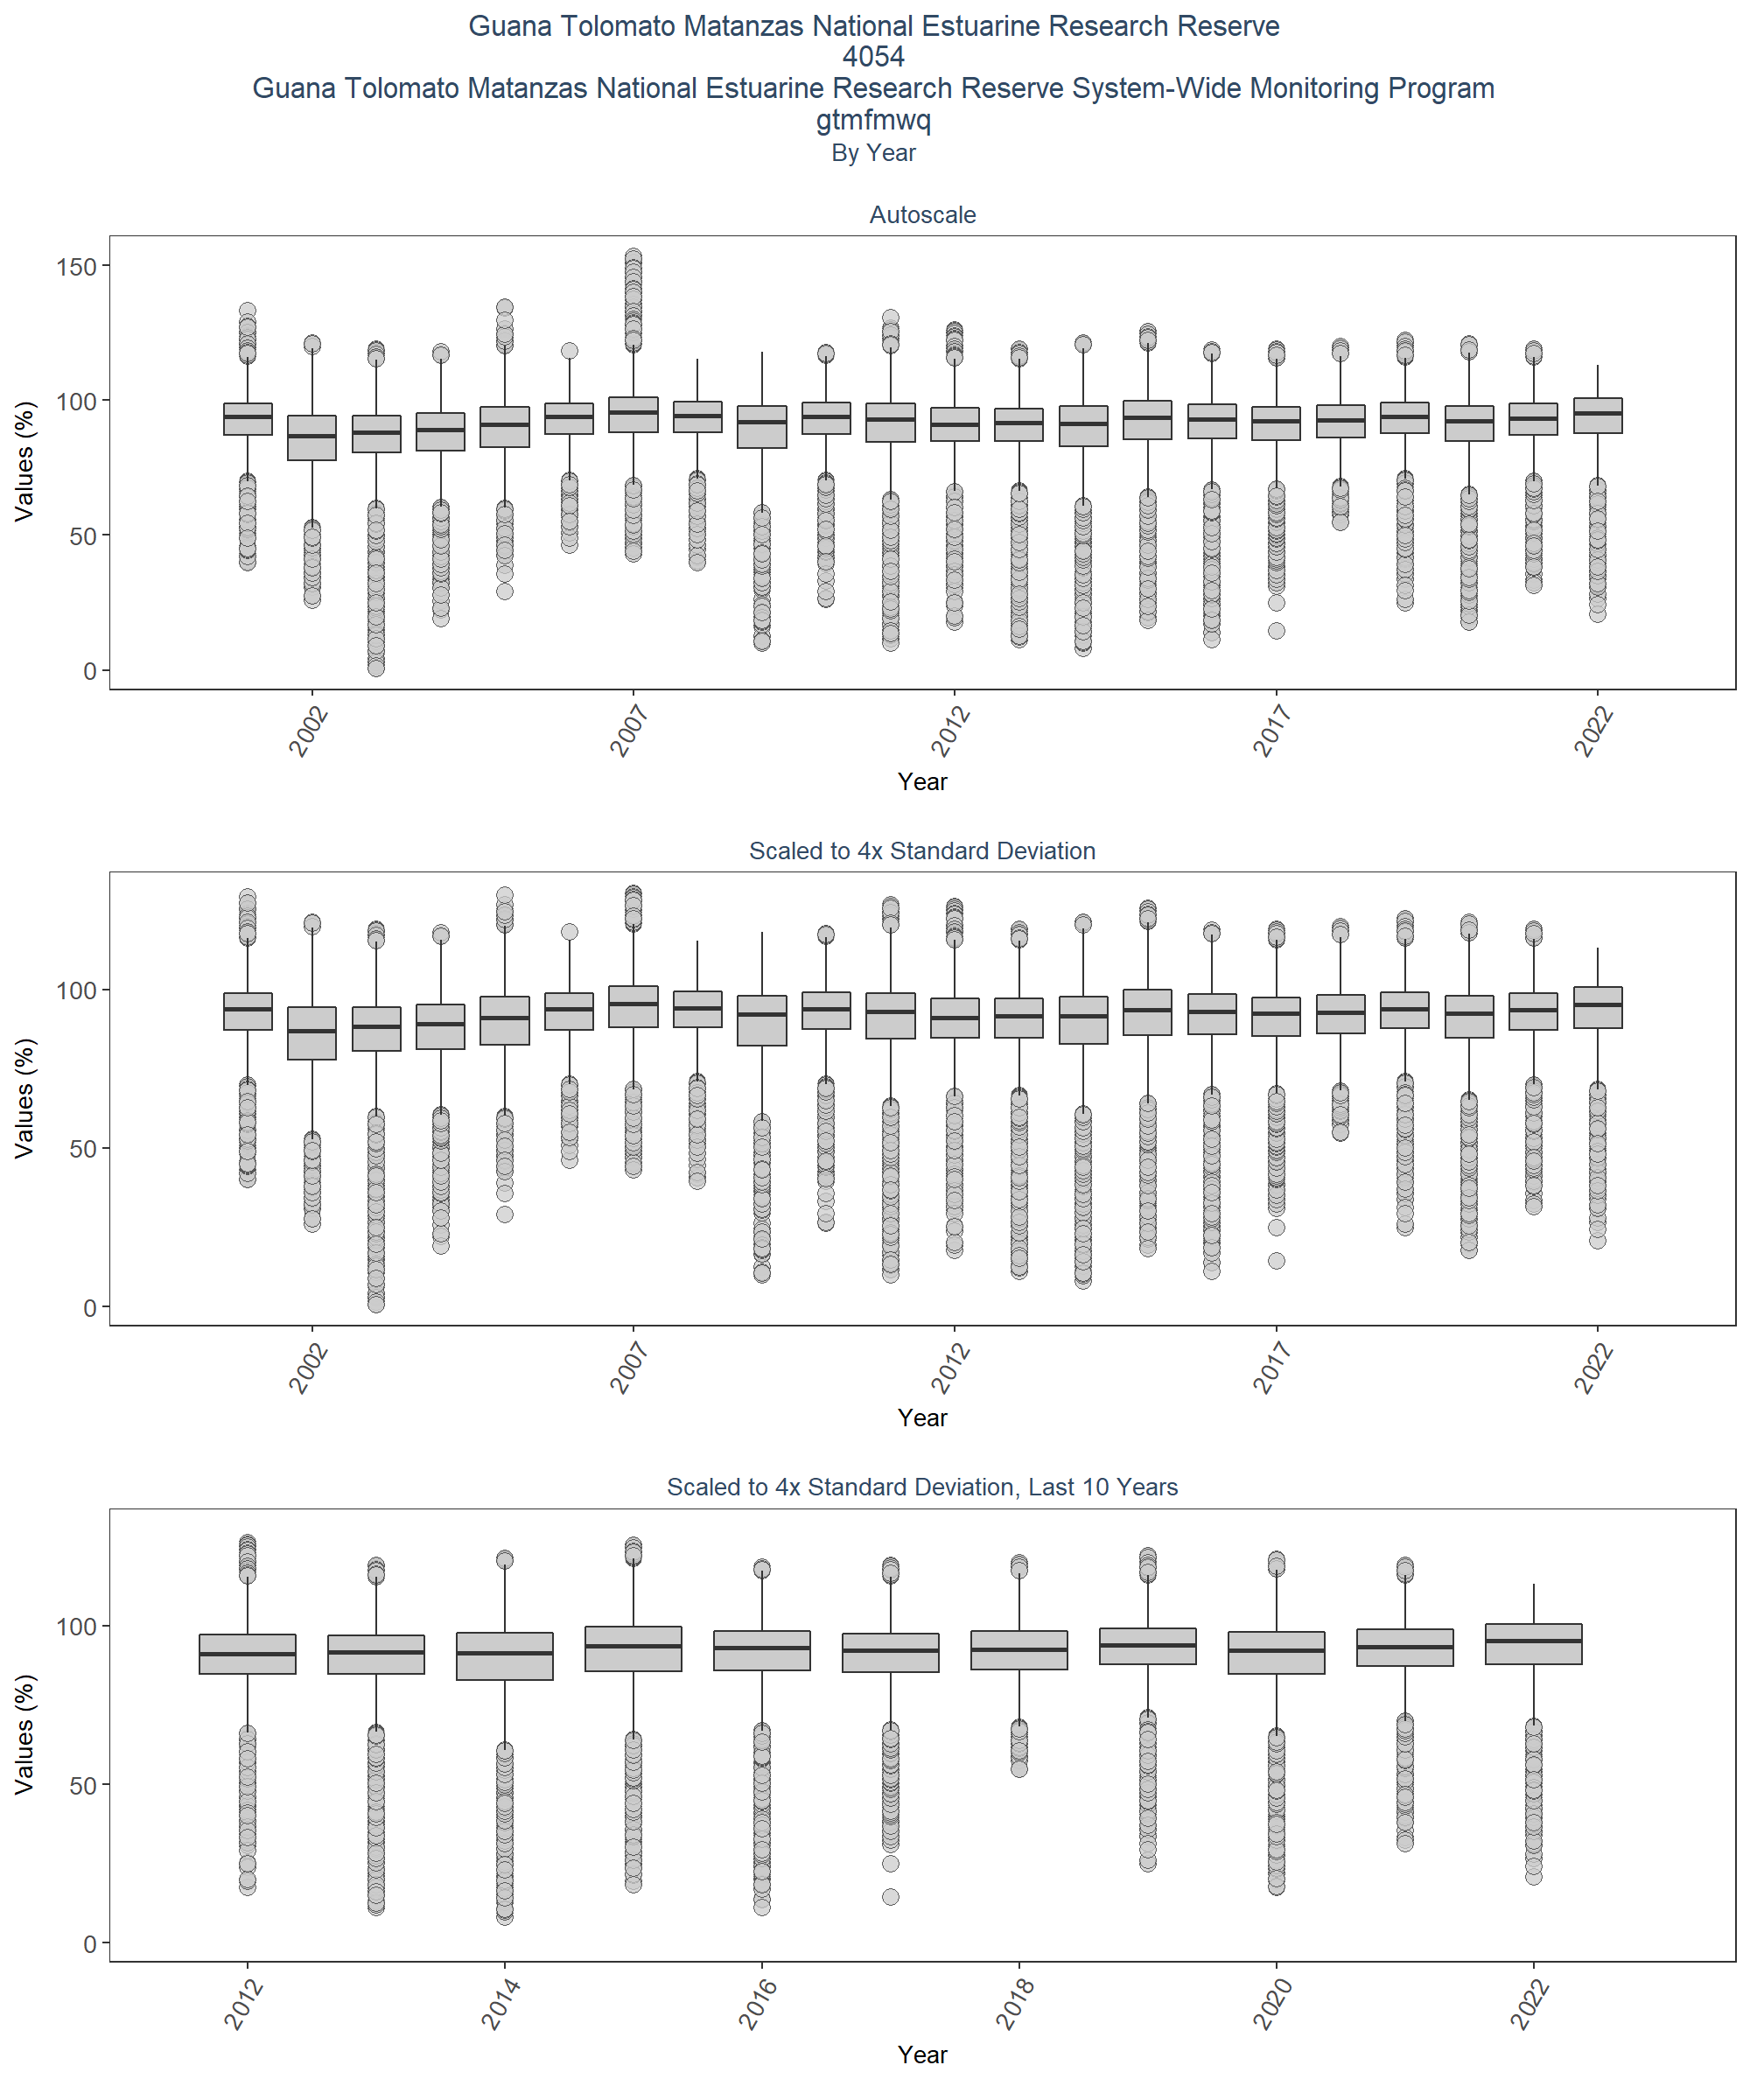 Guana Tolomato Matanzas National Estuarine Research Reserve
4054
Guana Tolomato Matanzas National Estuarine Research Reserve System-Wide Monitoring Program
gtmfmwq
By Year
Autoscale
Values (%)
150
100
50
0
2002 2007 2012 2017 2022
Year
Scaled to 4x Standard Deviation
Values (%)
100
50
0
2002 2007 2012 2017 2022
Year
Scaled to 4x Standard Deviation, Last 10 Years
Values (%)
100
50
0
2012 2014 2016 2018 2020 2022
Year